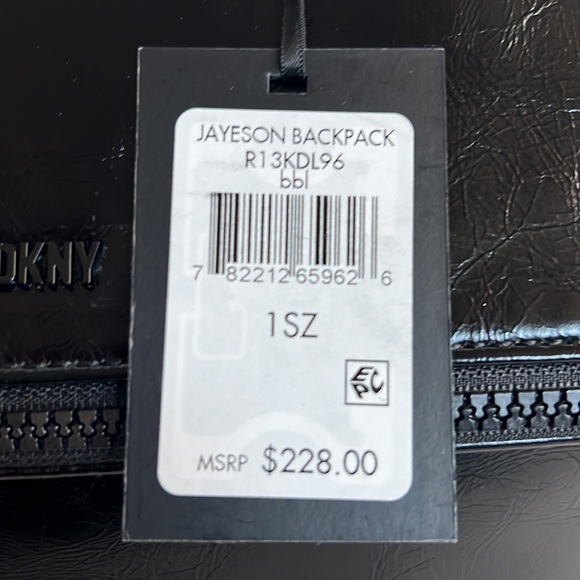 JAYESON BACKPACK
R13KDL96
bbl
7 82212 65962 6
1SZ
EPC
MSRP $228.00
DKNY